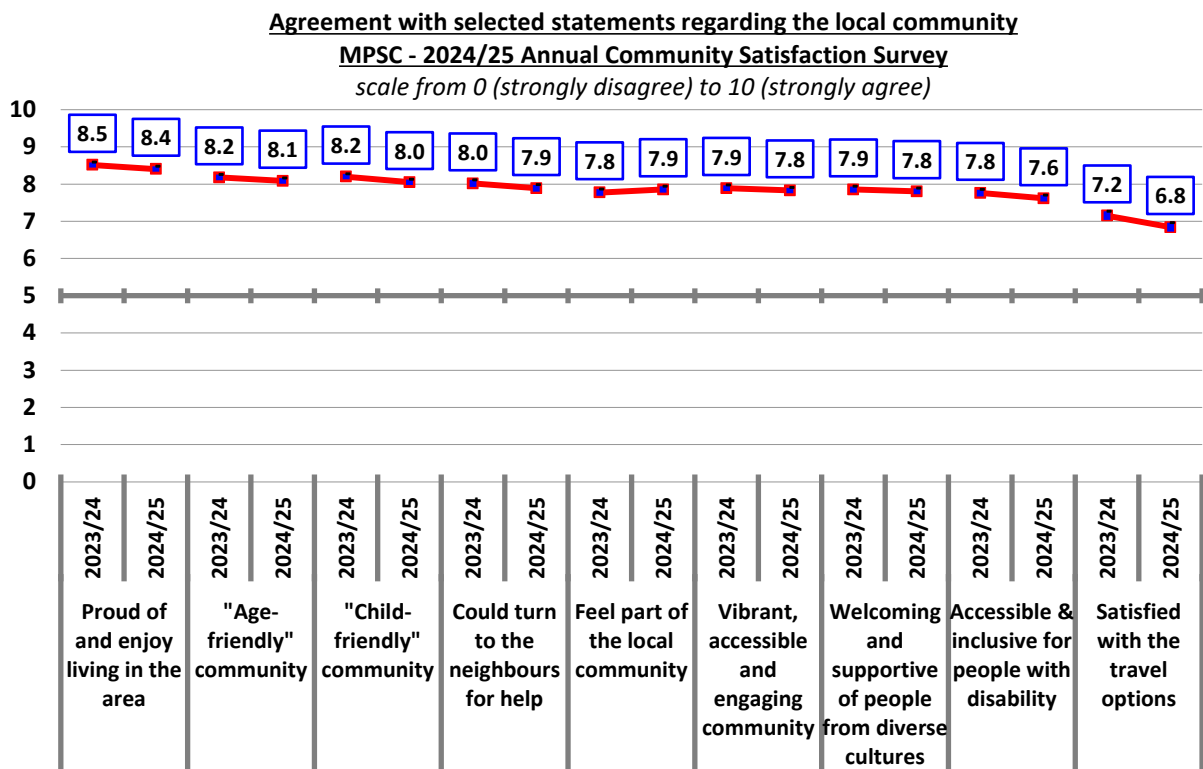 Agreement with selected statements regarding the local community
MPSC - 2024/25 Annual Community Satisfaction Survey
scale from 0 (strongly disagree) to 10 (strongly agree)
10
9
8
7
6
5
4
3
2
1
0
8.5
8.4
8.2
8.1
8.2
8.0
8.0
7.9
7.8
7.9
7.9
7.8
7.9
7.8
7.8
7.6
7.2
6.8
2023/24
2024/25
2023/24
2024/25
2023/24
2024/25
2023/24
2024/25
2023/24
2024/25
2023/24
2024/25
2023/24
2024/25
2023/24
2024/25
2023/24
2024/25
Proud of
and enjoy
living in the
area
"Age-
friendly"
community
"Child-
friendly"
community
Could turn
to the
neighbours
for help
Feel part of
the local
community
Vibrant,
accessible
and
engaging
community
Welcoming
and
supportive
of people
from diverse
cultures
Accessible &
inclusive for
people with
disability
Satisfied
with the
travel
options